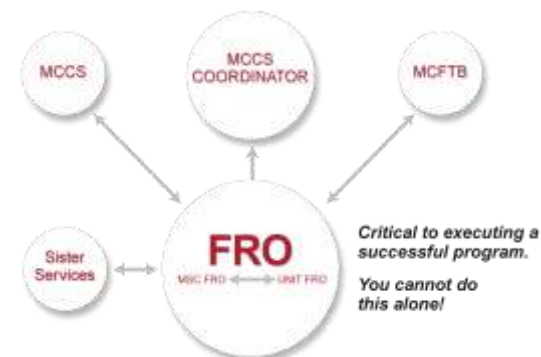 MCCS
MCCS
COORDINATOR
MCFTB
FRO
MSC FRO UNIT FRO
Sister
Services
Critical to executing a
successful program.
You cannot do
this alone!